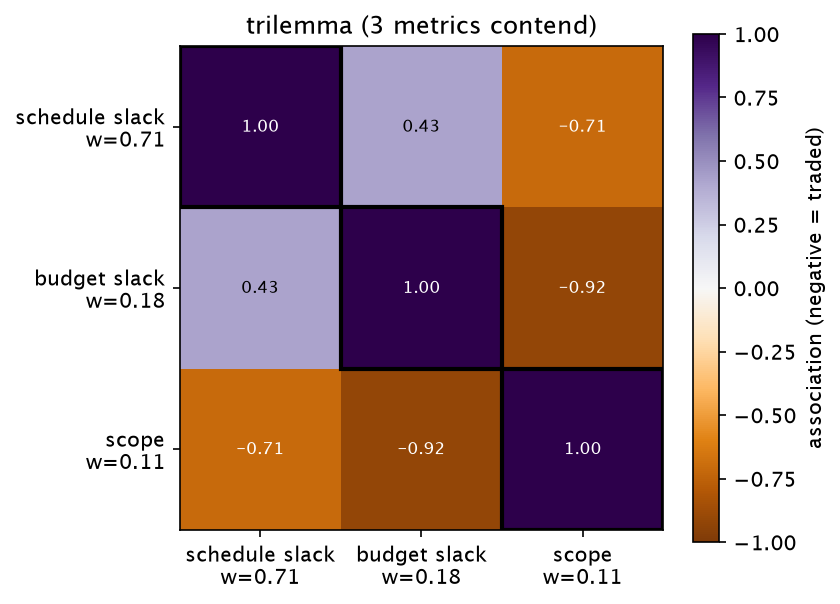 trilemma (3 metrics contend)
schedule slack
w=0.71
1.00
0.43
-0.71
budget slack
w=0.18
0.43
1.00
-0.92
scope
w=0.11
-0.71
-0.92
1.00
schedule slack
w=0.71
budget slack
w=0.18
scope
w=0.11
1.00
0.75
0.50
0.25
0.00
−0.25
−0.50
−0.75
−1.00
association (negative = traded)